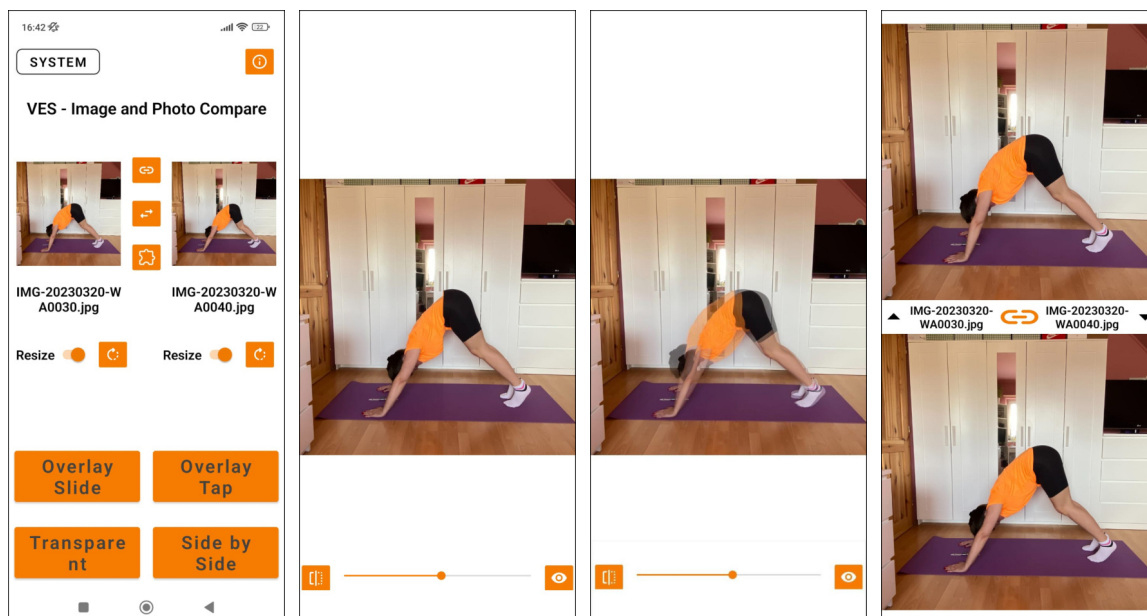 16:42
22
SYSTEM
VES - Image and Photo Compare
IMG-20230320-W
A0030.jpg
IMG-20230320-W
A0040.jpg
Resize
Resize
Overlay
Slide
Overlay
Tap
Transpare
nt
Side by
Side
IMG-20230320-
WA0030.jpg
IMG-20230320-
WA0040.jpg